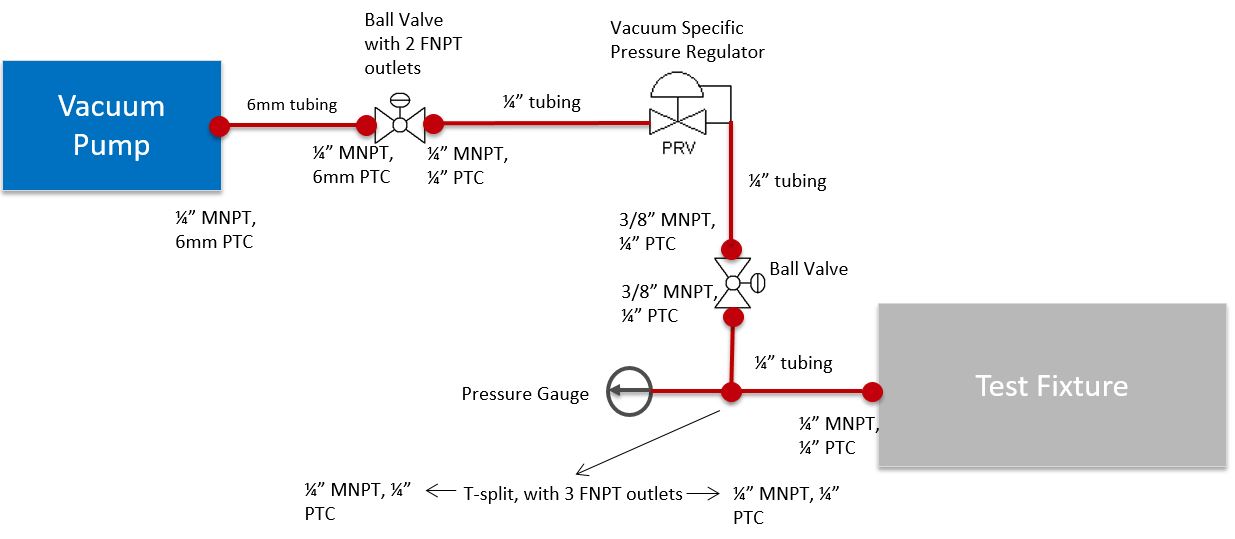 Ball Valve
with 2 FNPT
outlets
Vacuum Specific
Pressure Regulator
Vacuum
Pump
6mm tubing
¼” tubing
PRV
¼” MNPT,
6mm PTC
¼” MNPT,
¼” PTC
¼” tubing
¼” MNPT,
6mm PTC
3/8” MNPT,
¼” PTC
Ball Valve
3/8” MNPT,
¼” PTC
¼” tubing
Pressure Gauge
Test Fixture
¼” MNPT,
¼” PTC
¼” MNPT, ¼”
PTC
T-split, with 3 FNPT outlets
¼” MNPT, ¼”
PTC